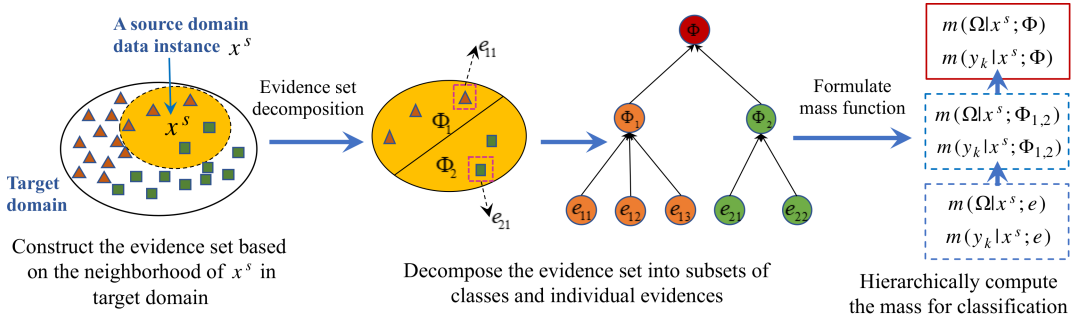 A source domain
data instance x^s
x^s
Target
domain
Construct the evidence set based
on the neighborhood of x^s in
target domain
Evidence set
decomposition
e₁₁
Φ₁
Φ₂
e₂₁
Φ
Φ₁
Φ₂
e₁₁
e₁₂
e₁₃
e₂₁
e₂₂
Decompose the evidence set into subsets of
classes and individual evidences
Formulate
mass function
m(Ω|x^s; Φ)
m(y_k|x^s; Φ)
m(Ω|x^s; Φ₁,₂)
m(y_k|x^s; Φ₁,₂)
m(Ω|x^s; e)
m(y_k|x^s; e)
Hierarchically compute
the mass for classification